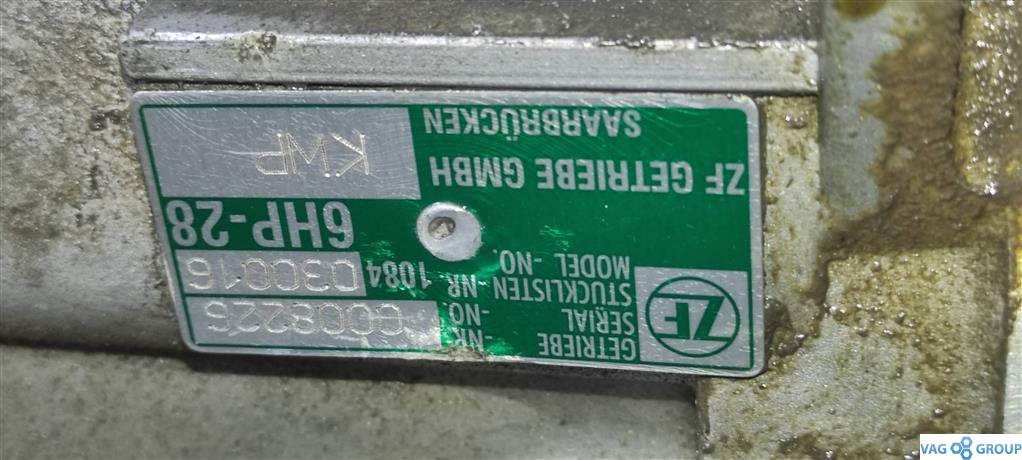 GETRIEBE -NR.
SERIAL -NO.
ZF
STUCKLISTEN NR 1084 030016
MODEL -NO.
6HP-28
ZF GETRIEBE GMBH KWP
SAARBRÜCKEN
VAG GROUP